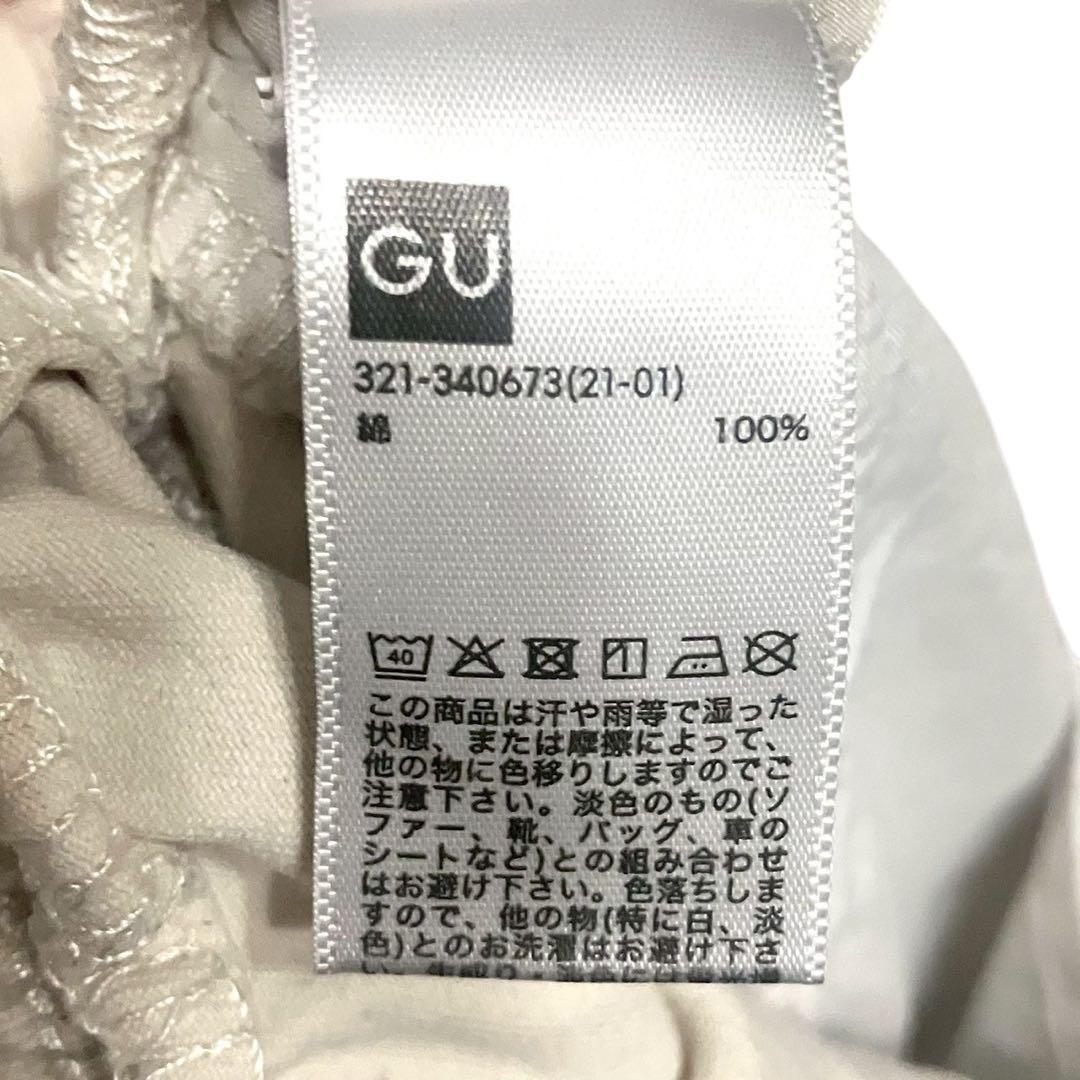 GU
321-340673(21-01)
綿 100%
40
この商品は汗や雨等で湿った
状態、または摩擦によって、
他の物に色移りしますのでご
注意下さい。淡色のもの(ソ
ファー、靴、バッグ、車の
シートなど)との組み合わせ
はお避け下さい。色落ちしま
すので、他の物(特に白、淡
色)とのお洗濯はお避け下さ
い